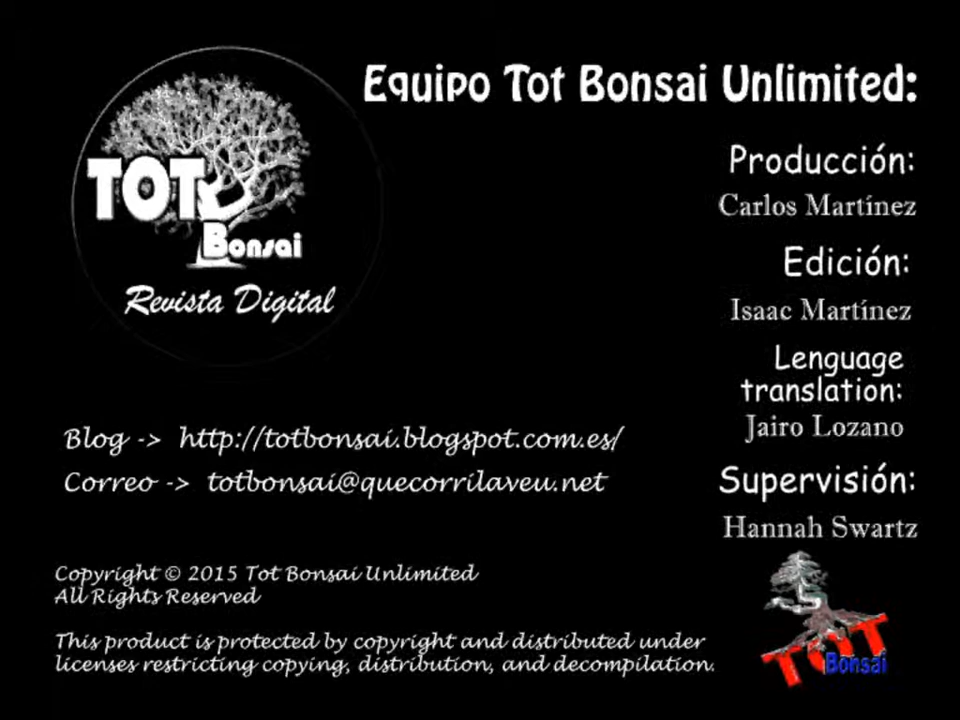 TOT
Bonsai
Revista Digital
Equipo Tot Bonsai Unlimited:
Producción:
Carlos Martínez
Edición:
Isaac Martínez
Lenguage
translation:
Jairo Lozano
Supervisión:
Hannah Swartz
Blog -> http://totbonsai.blogspot.com.es/
Correo -> totbonsai@quecorrilaveu.net
Copyright © 2015 Tot Bonsai Unlimited
All Rights Reserved
This product is protected by copyright and distributed under
licenses restricting copying, distribution, and decompilation.
TOT
Bonsai